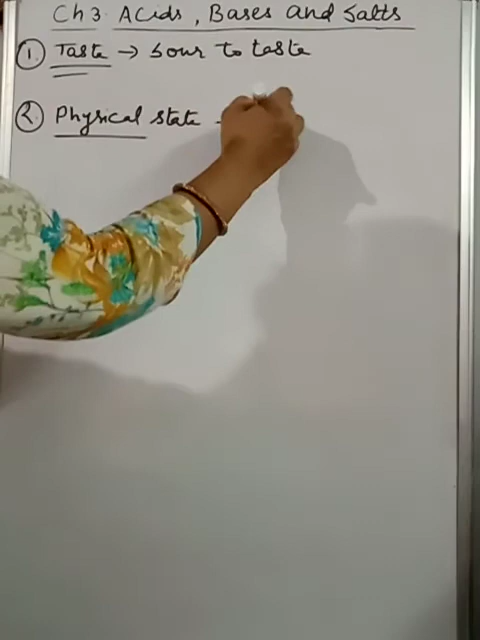 Ch 3. Acids, Bases and Salts
1. Taste → sour to taste
2. Physical state -